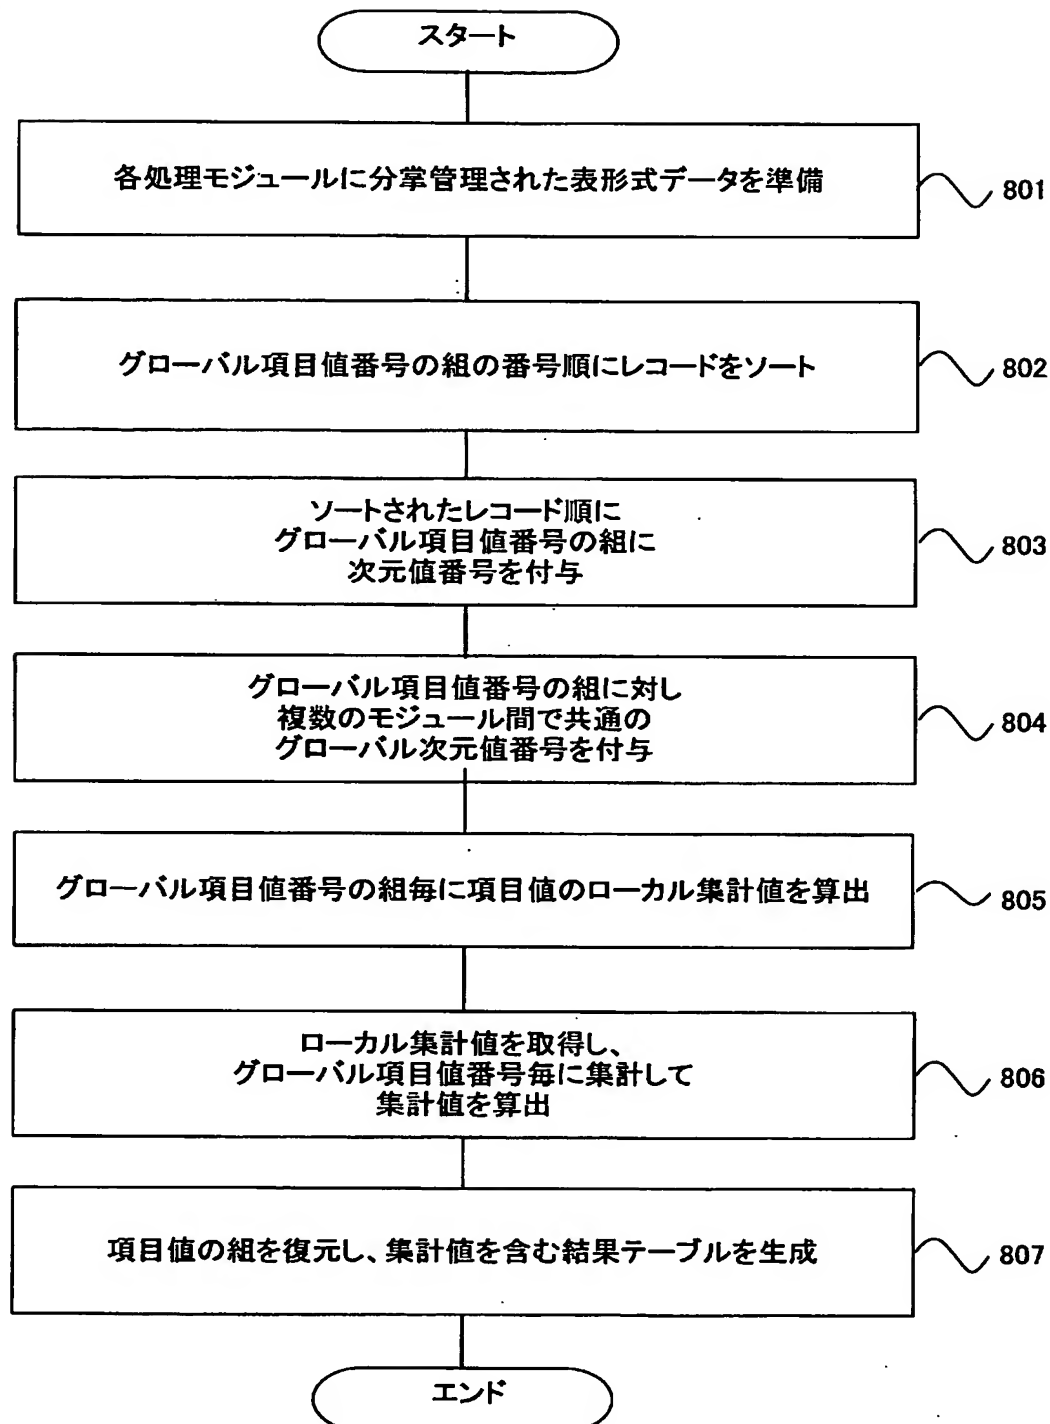 スタート
各処理モジュールに分掌管理された表形式データを準備
801
グローバル項目値番号の組の番号順にレコードをソート
802
ソートされたレコード順に
グローバル項目値番号の組に
次元値番号を付与
803
グローバル項目値番号の組に対し
複数のモジュール間で共通の
グローバル次元値番号を付与
804
グローバル項目値番号の組毎に項目値のローカル集計値を算出
805
ローカル集計値を取得し、
グローバル項目値番号毎に集計して
集計値を算出
806
項目値の組を復元し、集計値を含む結果テーブルを生成
807
エンド